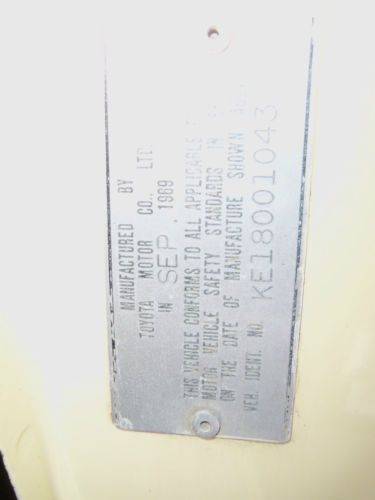 MANUFACTURED BY
TOYOTA MOTOR CO., LTD.
IN SEP. 1969
THIS VEHICLE CONFORMS TO ALL APPLICABLE
MOTOR VEHICLE SAFETY STANDARDS IN
ON THE DATE OF MANUFACTURE SHOWN
VEH. IDENT. NO. KE18001043